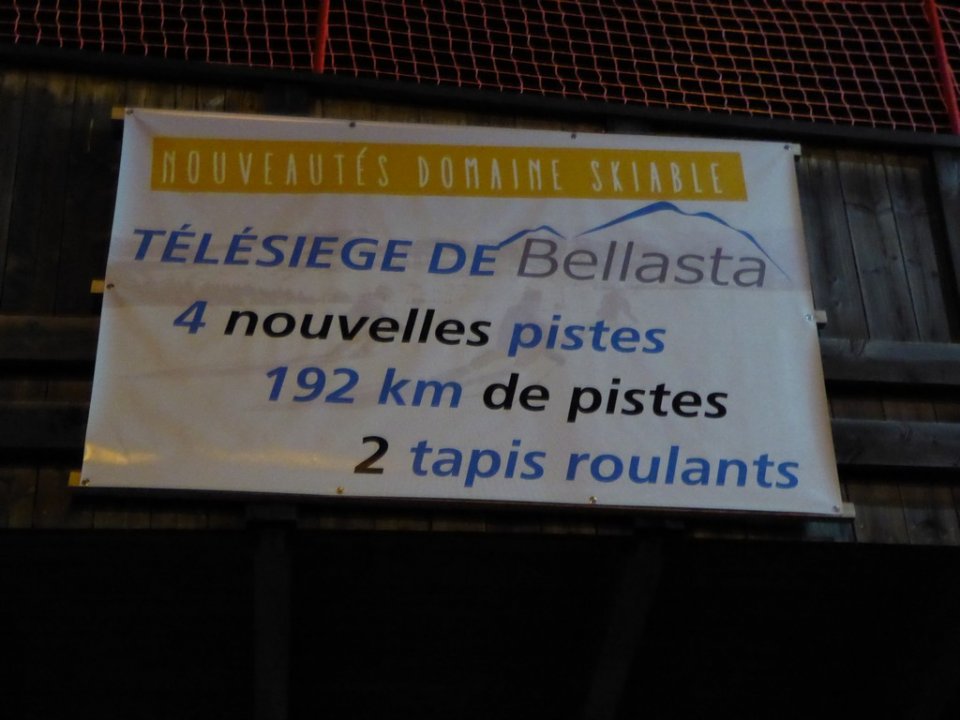 NOUVEAUTÉS DOMAINE SKIABLE
TÉLÉSIEGE DE Bellasta
4 nouvelles pistes
192 km de pistes
2 tapis roulants